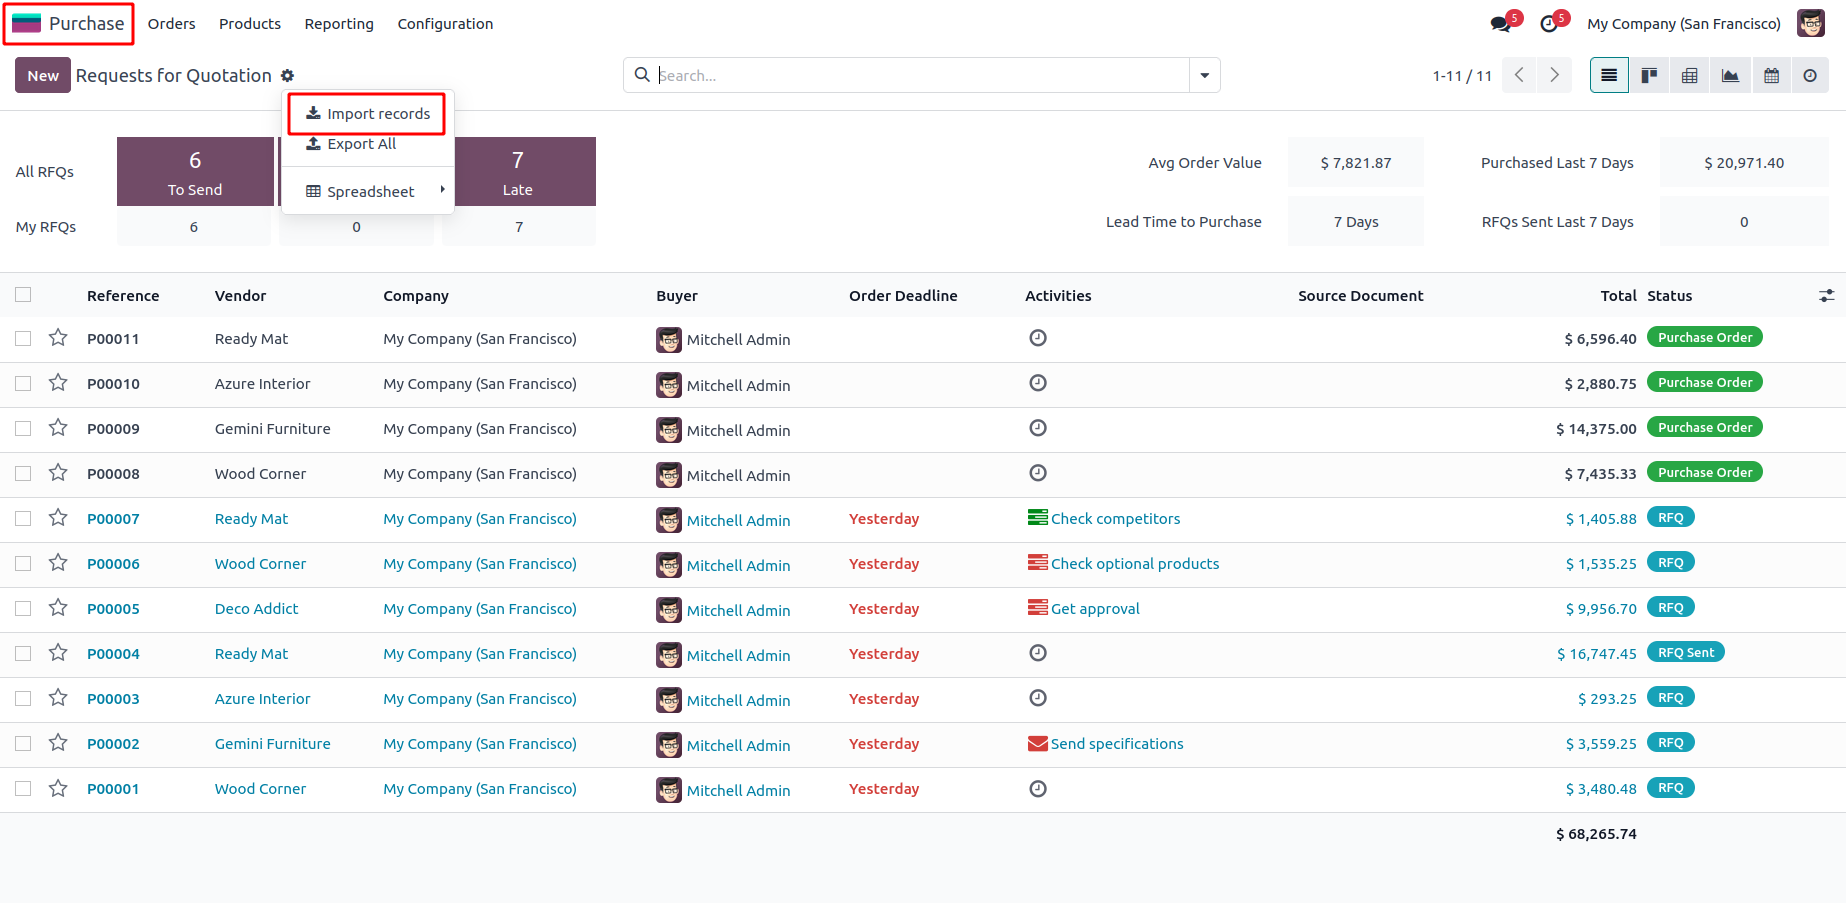 Purchase Orders Products Reporting Configuration 5 5 My Company (San Francisco)
New Requests for Quotation Search... 1-11 / 11
Import records
Export All
Spreadsheet
All RFQs 6 To Send 7 Late Avg Order Value $ 7,821.87 Purchased Last 7 Days $ 20,971.40
My RFQs 6 0 7 Lead Time to Purchase 7 Days RFQs Sent Last 7 Days 0
Reference Vendor Company Buyer Order Deadline Activities Source Document Total Status
P00011 Ready Mat My Company (San Francisco) Mitchell Admin $ 6,596.40 Purchase Order
P00010 Azure Interior My Company (San Francisco) Mitchell Admin $ 2,880.75 Purchase Order
P00009 Gemini Furniture My Company (San Francisco) Mitchell Admin $ 14,375.00 Purchase Order
P00008 Wood Corner My Company (San Francisco) Mitchell Admin $ 7,435.33 Purchase Order
P00007 Ready Mat My Company (San Francisco) Mitchell Admin Yesterday Check competitors $ 1,405.88 RFQ
P00006 Wood Corner My Company (San Francisco) Mitchell Admin Yesterday Check optional products $ 1,535.25 RFQ
P00005 Deco Addict My Company (San Francisco) Mitchell Admin Yesterday Get approval $ 9,956.70 RFQ
P00004 Ready Mat My Company (San Francisco) Mitchell Admin Yesterday $ 16,747.45 RFQ Sent
P00003 Azure Interior My Company (San Francisco) Mitchell Admin Yesterday $ 293.25 RFQ
P00002 Gemini Furniture My Company (San Francisco) Mitchell Admin Yesterday Send specifications $ 3,559.25 RFQ
P00001 Wood Corner My Company (San Francisco) Mitchell Admin Yesterday $ 3,480.48 RFQ
$ 68,265.74